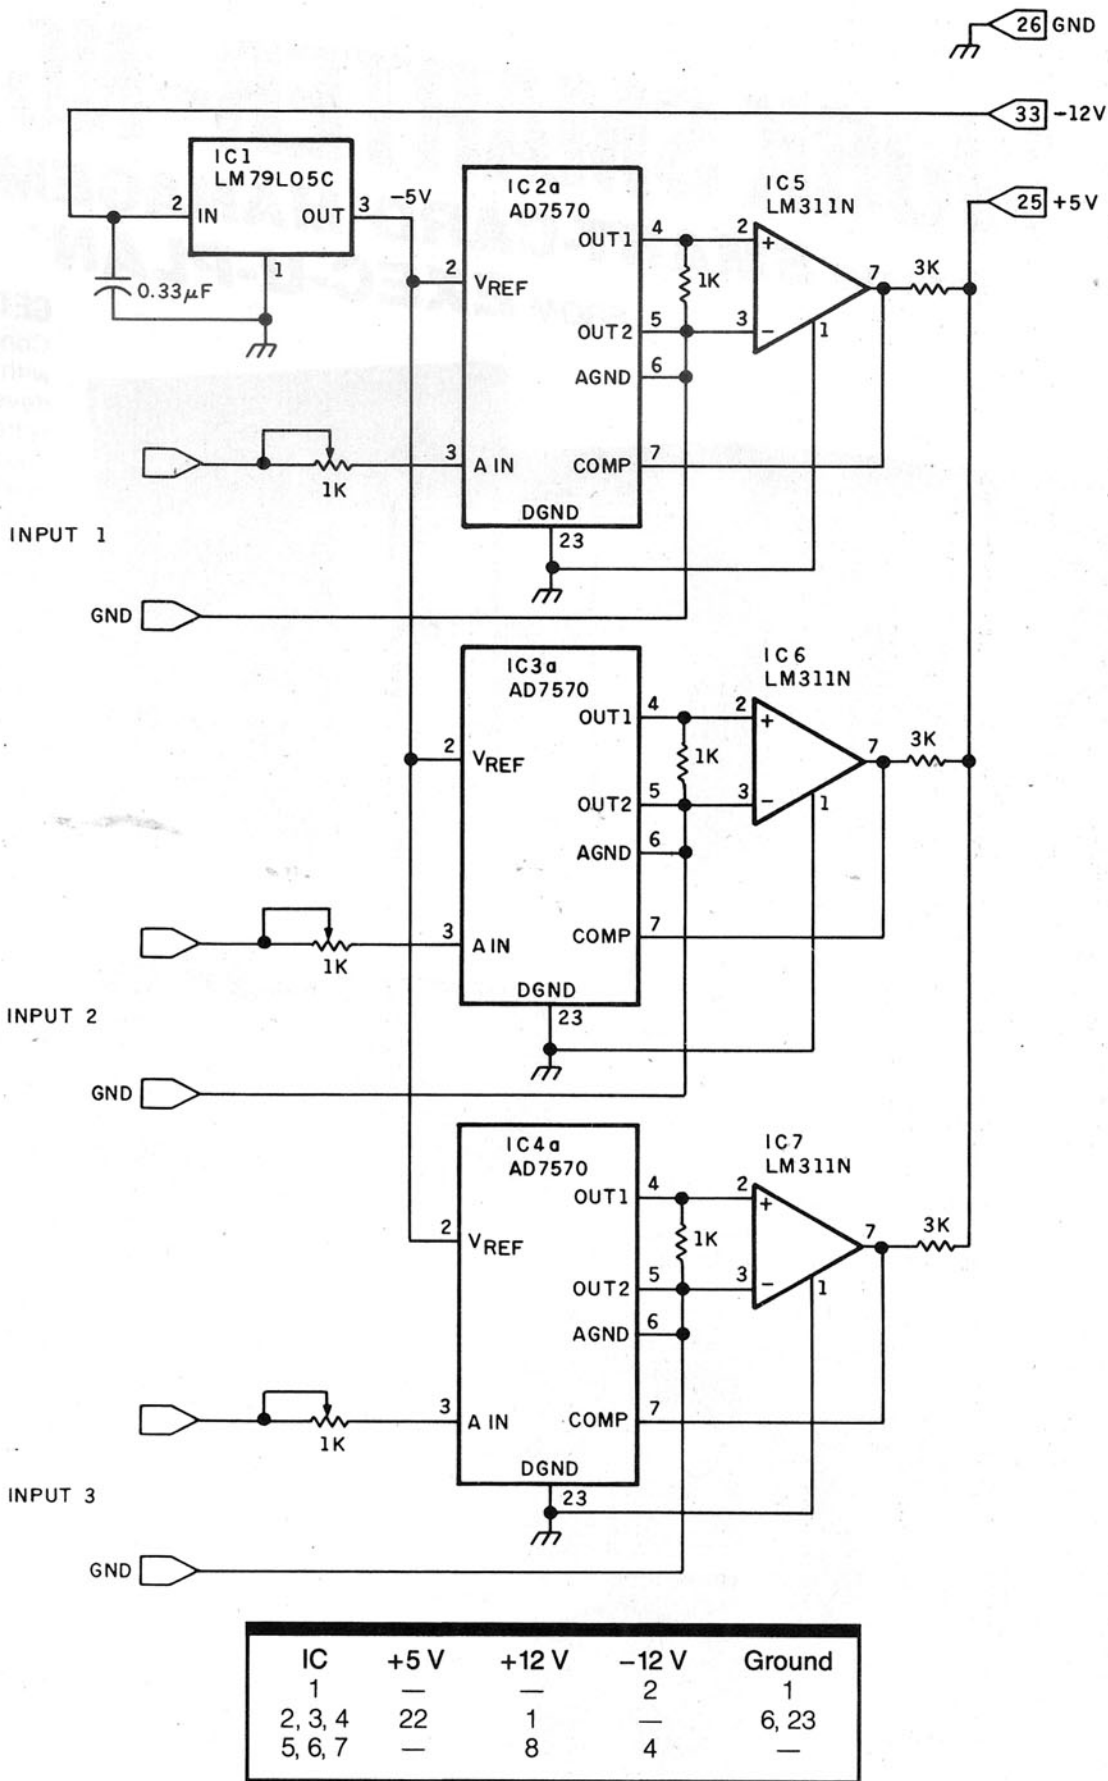 26 GND
33 -12V
25 +5V
IC1
LM79L05C
2 IN OUT 3
-5V
1
0.33µF
IC2a
AD7570
OUT1 4
2 VREF
1K
OUT2 5
6
AGND
3 A IN
COMP 7
DGND
23
IC5
LM311N
2 +
3 −
7
1
3K
1K
INPUT 1
GND
IC3a
AD7570
OUT1 4
2 VREF
1K
OUT2 5
6
AGND
COMP 7
3 A IN
DGND
23
IC6
LM311N
2 +
3 −
7
1
3K
1K
INPUT 2
GND
IC4a
AD7570
OUT1 4
2 VREF
1K
OUT2 5
6
AGND
3 A IN
COMP 7
DGND
23
IC7
LM311N
2 +
3 −
7
1
3K
1K
INPUT 3
GND
IC +5 V +12 V −12 V Ground
1 — — 2 1
2, 3, 4 22 1 — 6, 23
5, 6, 7 — 8 4 —